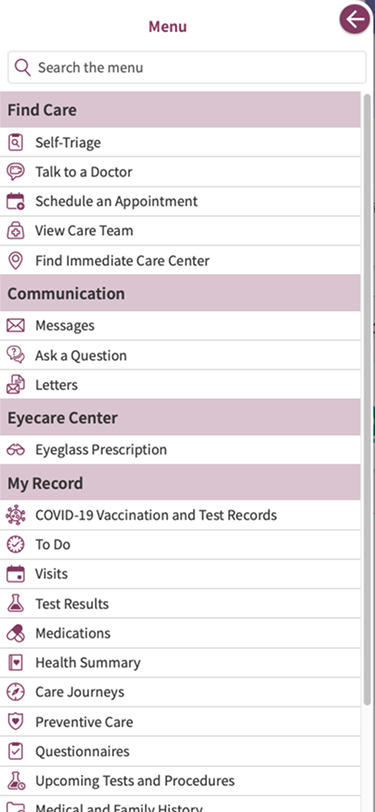 Menu
Search the menu
Find Care
Self-Triage
Talk to a Doctor
Schedule an Appointment
View Care Team
Find Immediate Care Center
Communication
Messages
Ask a Question
Letters
Eyecare Center
Eyeglass Prescription
My Record
COVID-19 Vaccination and Test Records
To Do
Visits
Test Results
Medications
Health Summary
Care Journeys
Preventive Care
Questionnaires
Upcoming Tests and Procedures
Medical and Family History